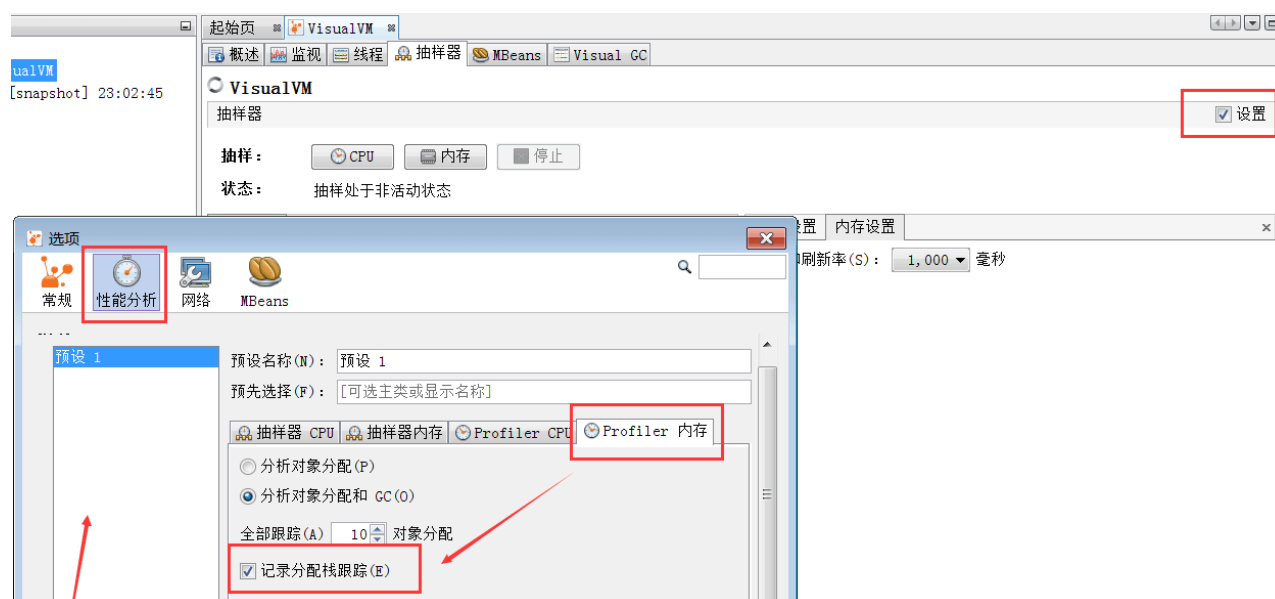 起始页 VisualVM
概述 监视 线程 抽样器 MBeans Visual GC
ualVM
[snapshot] 23:02:45
VisualVM
抽样器 设置
抽样： CPU 内存 停止
状态： 抽样处于非活动状态
置 内存设置
刷新率(S)： 1,000 毫秒
选项
常规 性能分析 网络 MBeans
预设 1
预设名称(N)： 预设 1
预先选择(F)： [可选主类或显示名称]
抽样器 CPU 抽样器内存 Profiler CPU Profiler 内存
分析对象分配(P)
分析对象分配和 GC(O)
全部跟踪(A) 10 对象分配
记录分配栈跟踪(E)